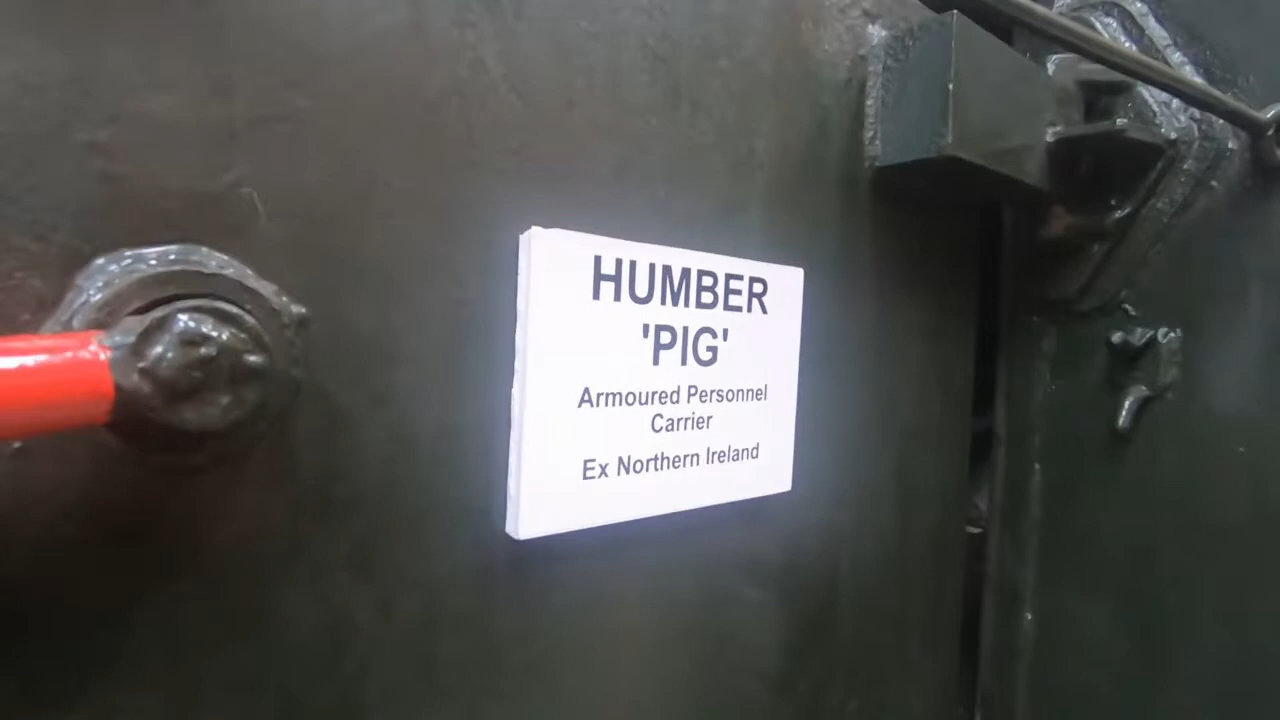 HUMBER
'PIG'
Armoured Personnel
Carrier
Ex Northern Ireland